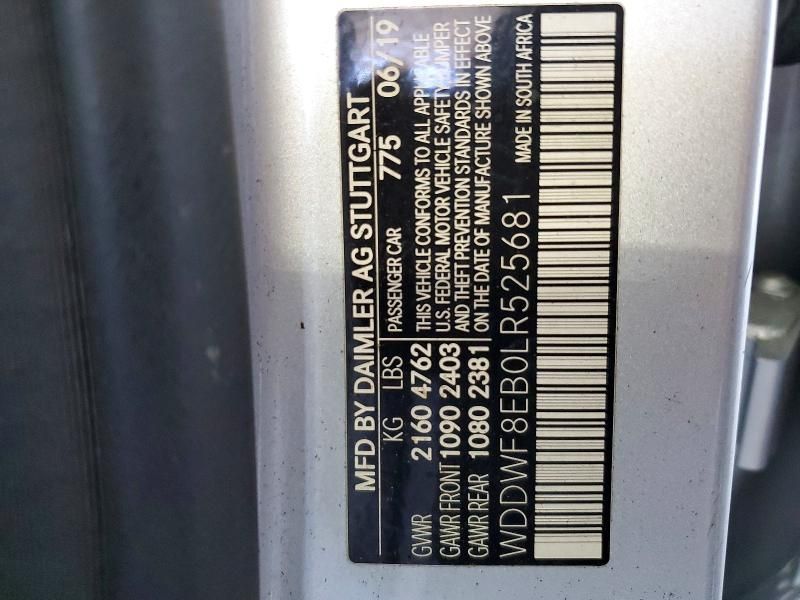 MFD BY DAIMLER AG STUTTGART
KG LBS PASSENGER CAR 775 06/19
GVWR 2160 4762 THIS VEHICLE CONFORMS TO ALL APPLICABLE
U.S. FEDERAL MOTOR VEHICLE SAFETY, BUMPER
GAWR FRONT 1090 2403 AND THEFT PREVENTION STANDARDS IN EFFECT
GAWR REAR 1080 2381 ON THE DATE OF MANUFACTURE SHOWN ABOVE
WDDWF8EB0LR525681 MADE IN SOUTH AFRICA